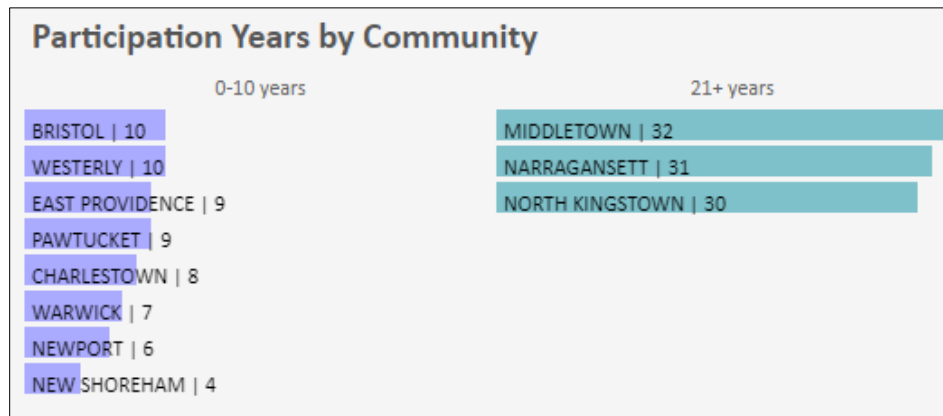 Participation Years by Community
0-10 years
21+ years
BRISTOL | 10
WESTERLY | 10
EAST PROVIDENCE | 9
PAWTUCKET | 9
CHARLESTOWN | 8
WARWICK | 7
NEWPORT | 6
NEW SHOREHAM | 4
MIDDLETOWN | 32
NARRAGANSETT | 31
NORTH KINGSTOWN | 30